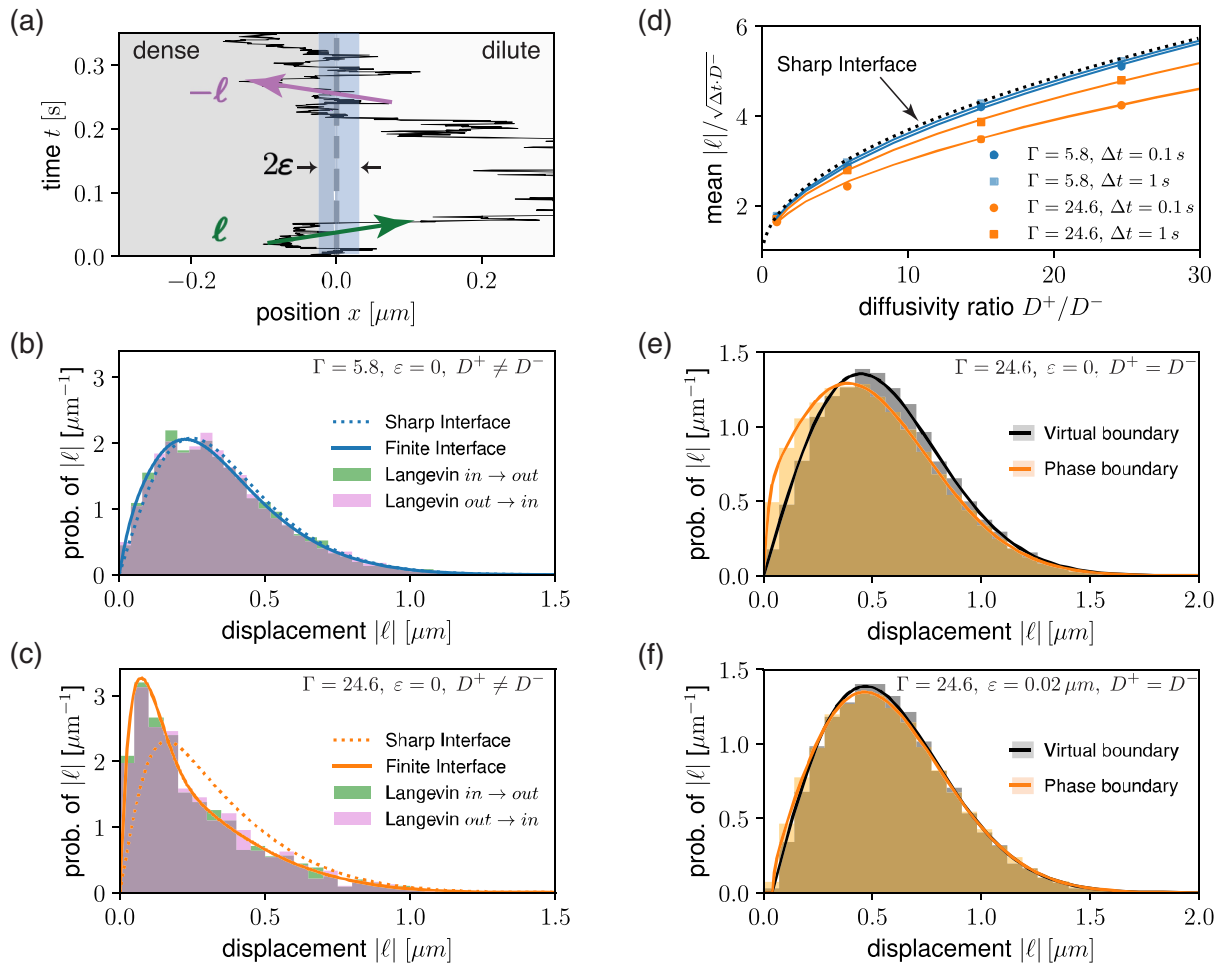 (a)
dense
dilute
−ℓ
2ε
ℓ
0.3
0.2
0.1
0.0
time t [s]
−0.2
0.0
0.2
position x [μm]
(b)
Γ = 5.8, ε = 0, D⁺ ≠ D⁻
Sharp Interface
Finite Interface
Langevin in → out
Langevin out → in
3
2
1
0
prob. of |ℓ| [μm⁻¹]
0.0
0.5
1.0
1.5
displacement |ℓ| [μm]
(c)
Γ = 24.6, ε = 0, D⁺ ≠ D⁻
Sharp Interface
Finite Interface
Langevin in → out
Langevin out → in
3
2
1
0
prob. of |ℓ| [μm⁻¹]
0.0
0.5
1.0
1.5
displacement |ℓ| [μm]
(d)
Sharp Interface
Γ = 5.8, Δt = 0.1 s
Γ = 5.8, Δt = 1 s
Γ = 24.6, Δt = 0.1 s
Γ = 24.6, Δt = 1 s
6
4
2
mean |ℓ|/√Δt·D⁻
0
10
20
30
diffusivity ratio D⁺/D⁻
(e)
Γ = 24.6, ε = 0, D⁺ = D⁻
Virtual boundary
Phase boundary
1.5
1.0
0.5
0.0
prob. of |ℓ| [μm⁻¹]
0.0
0.5
1.0
1.5
2.0
displacement |ℓ| [μm]
(f)
Γ = 24.6, ε = 0.02 μm, D⁺ = D⁻
Virtual boundary
Phase boundary
1.5
1.0
0.5
0.0
prob. of |ℓ| [μm⁻¹]
0.0
0.5
1.0
1.5
2.0
displacement |ℓ| [μm]